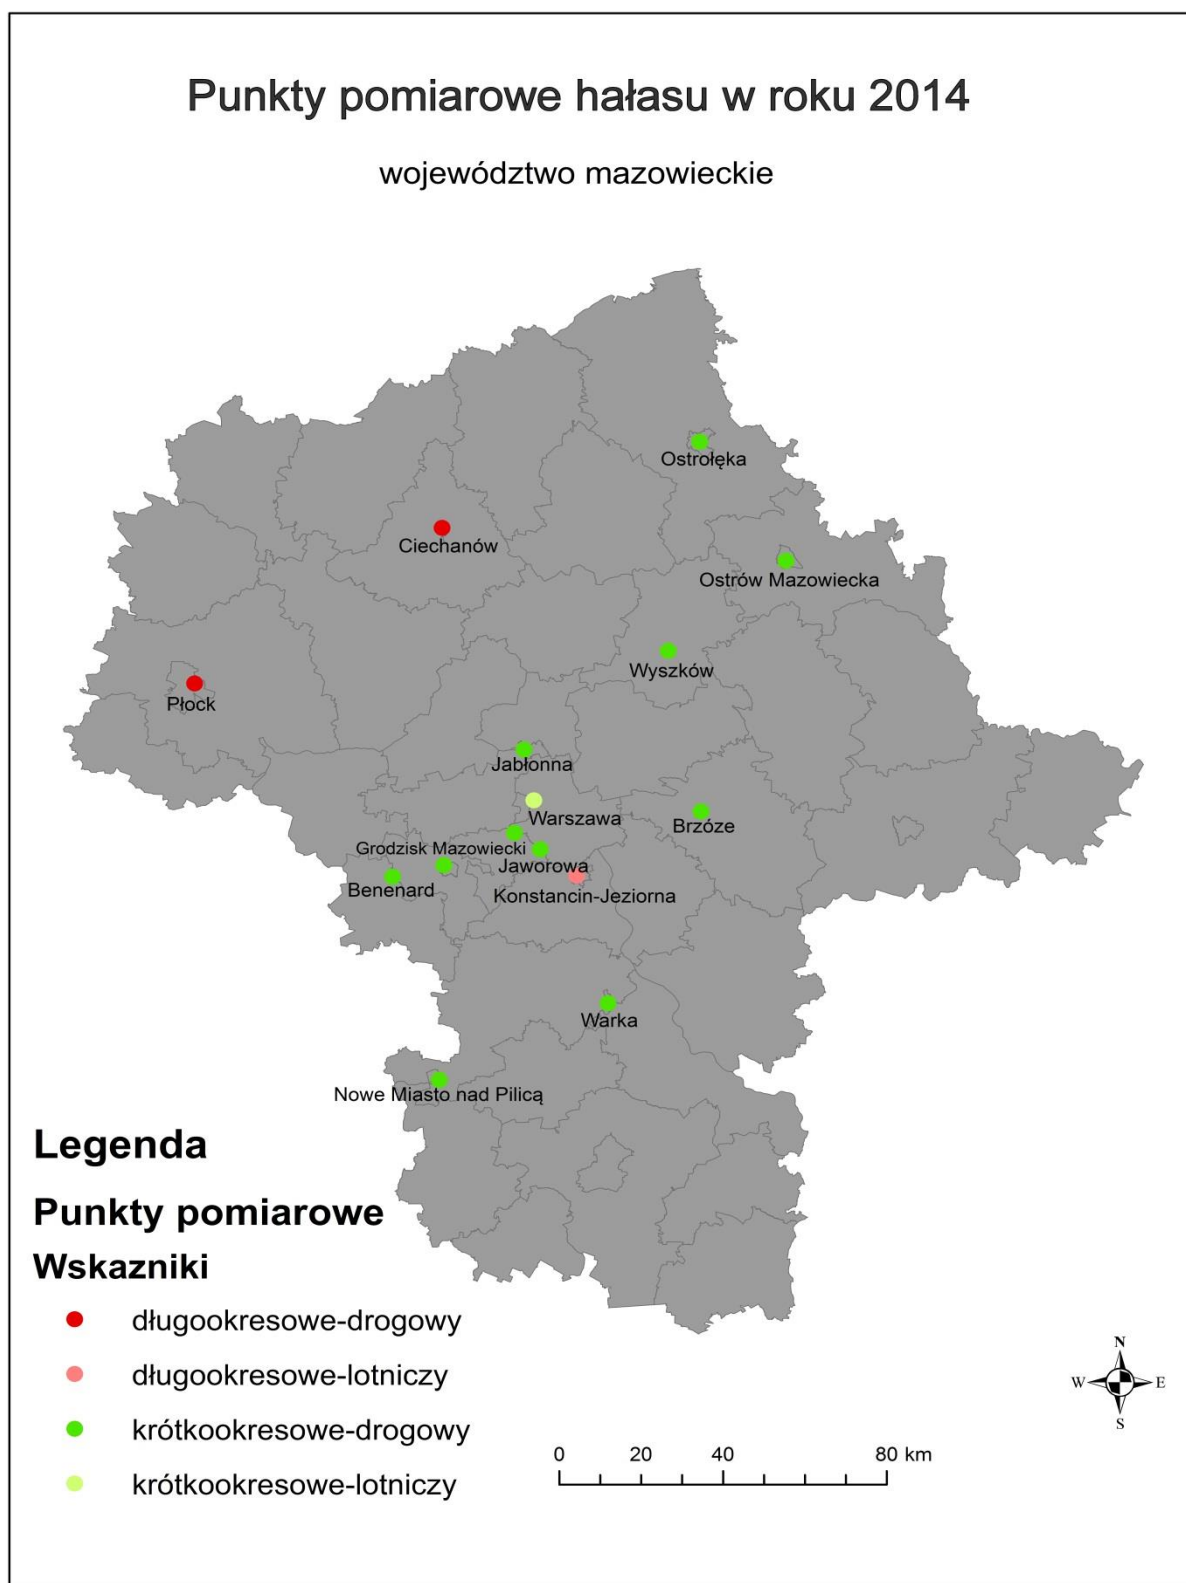 Punkty pomiarowe hałasu w roku 2014
województwo mazowieckie
Ostrołęka
Ciechanów
Ostrów Mazowiecka
Wyszków
Płock
Jabłonna
Warszawa
Brzóze
Grodzisk Mazowiecki
Jaworowa
Benenard
Konstancin-Jeziorna
Warka
Nowe Miasto nad Pilicą
Legenda
Punkty pomiarowe
Wskazniki
długookresowe-drogowy
długookresowe-lotniczy
krótkookresowe-drogowy
krótkookresowe-lotniczy
0 20 40 80 km
N
W E
S